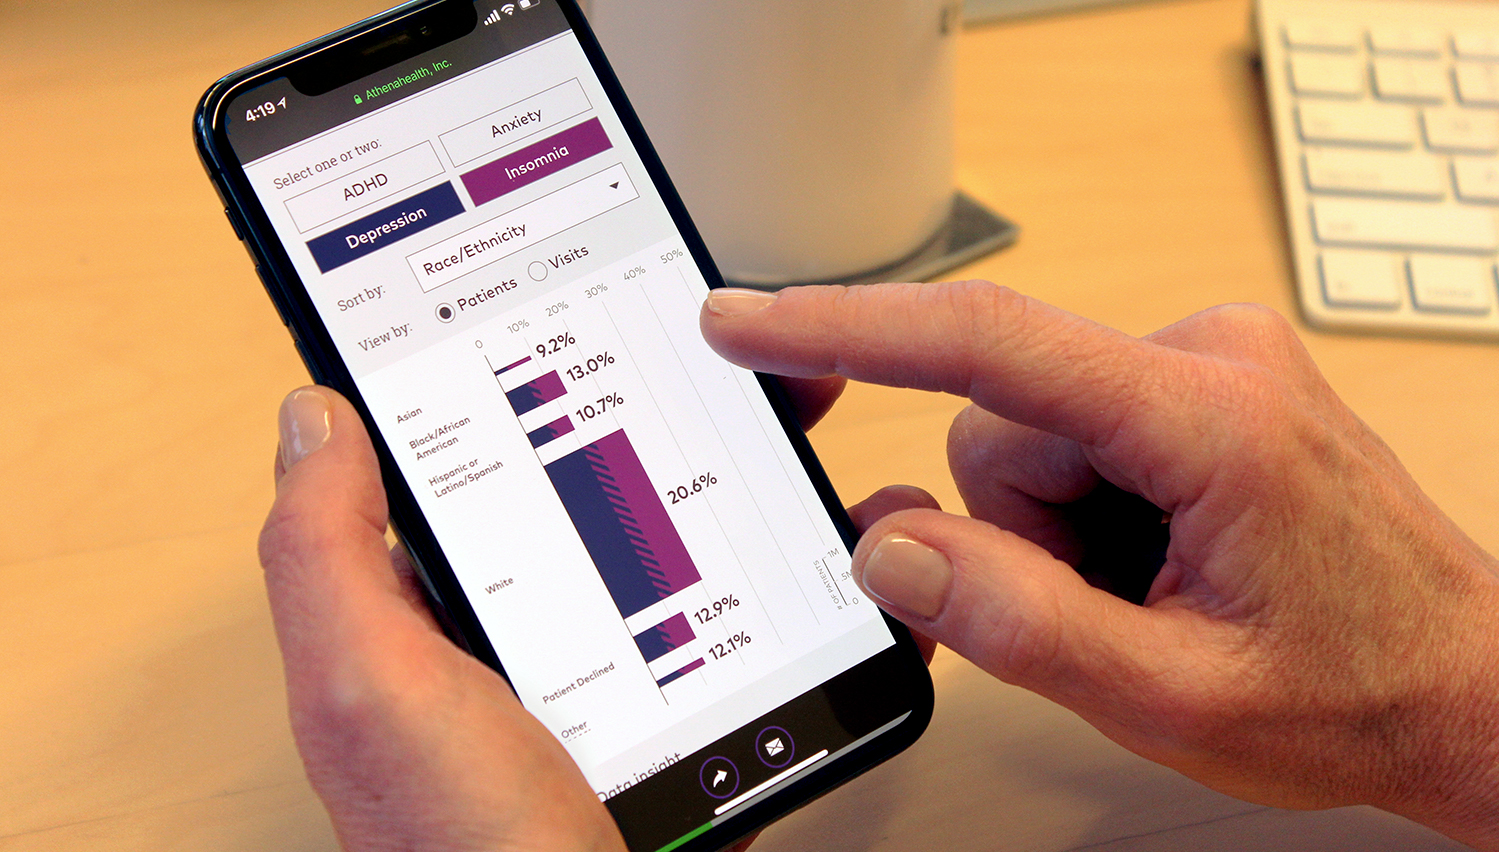 4:19
Athenahealth, Inc.
Select one or two:
ADHD
Anxiety
Depression
Insomnia
Sort by:
Race/Ethnicity
View by:
Patients
Visits
0
10%
20%
30%
40%
50%
Asian
9.2%
Black/African
American
13.0%
Hispanic or
Latino/Spanish
10.7%
White
20.6%
Patient Declined
12.9%
Other
12.1%
# OF PATIENTS
1M
.5M
0
Data insight